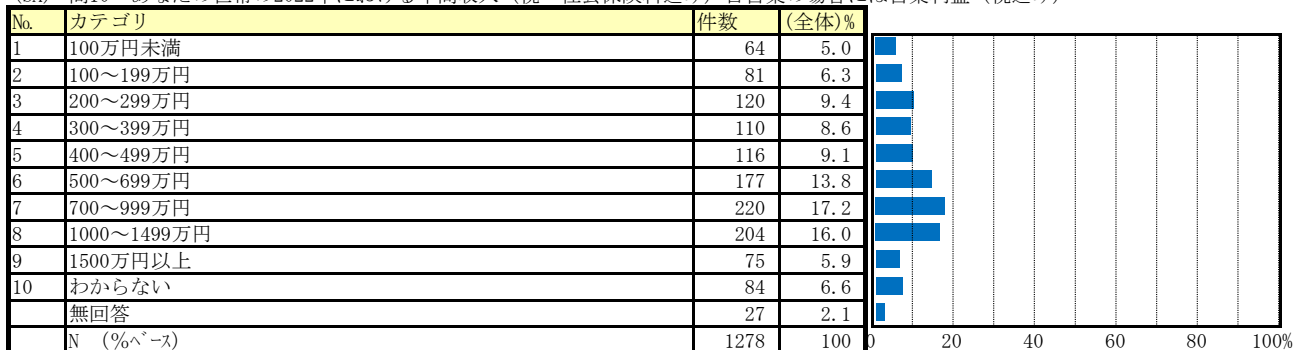 № カテゴリ 件数 (全体)%
1 100万円未満 64 5.0
2 100～199万円 81 6.3
3 200～299万円 120 9.4
4 300～399万円 110 8.6
5 400～499万円 116 9.1
6 500～699万円 177 13.8
7 700～999万円 220 17.2
8 1000～1499万円 204 16.0
9 1500万円以上 75 5.9
10 わからない 84 6.6
無回答 27 2.1
N (%ﾍﾞｰｽ) 1278 100
0 20 40 60 80 100%